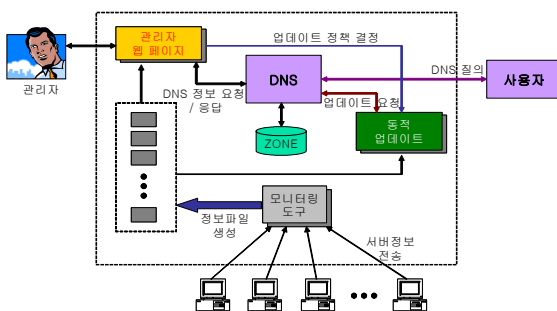 업데이트 정책 결정
관리자
웹 페이지
관리자
DNS
DNS 질의
사용자
DNS 정보 요청
/ 응답
업데이트 요청
동적
업데이트
ZONE
모니터링
도구
정보파일
생성
서버정보
전송